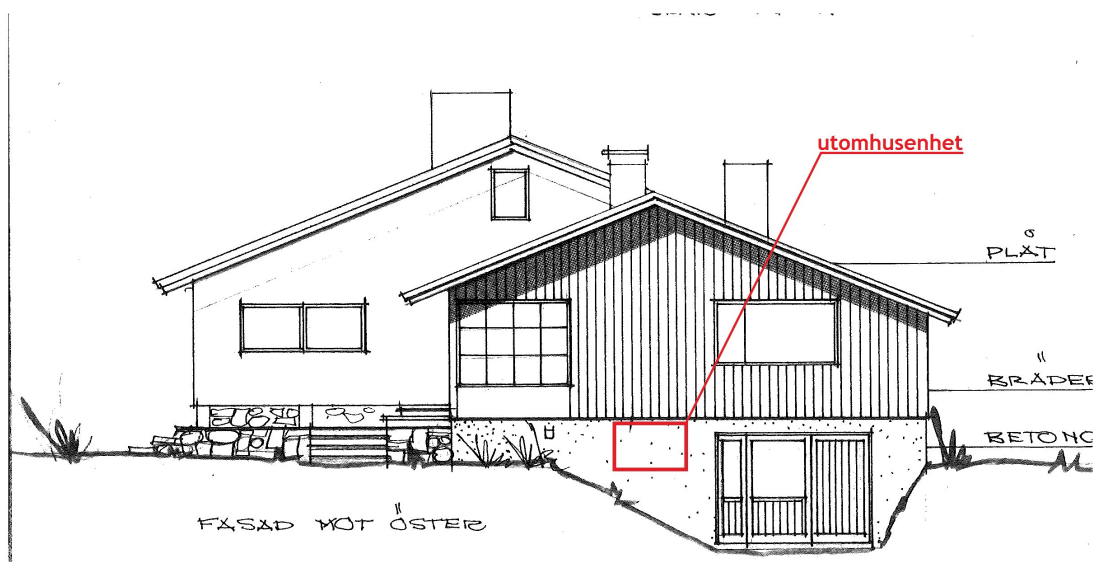 utomhusenhet
PLÅT
BRÄDER
BETONG
FASAD MOT ÖSTER